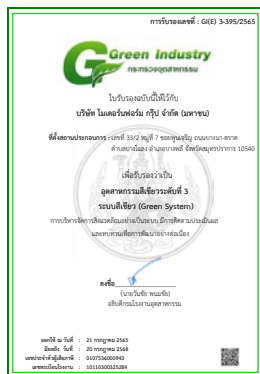 การรับรองเลขที่ : GI(E) 3-395/2565
Green Industry
กระทรวงอุตสาหกรรม
ใบรับรองฉบับนี้ให้ไว้กับ
บริษัท โมเดอร์นฟอร์ม กรุ๊ป จำกัด (มหาชน)
ที่ตั้งสถานประกอบการ : เลขที่ 33/2 หมู่ที่ 7 ซอยพูนเจริญ ถนนบางนา-ตราด
ตำบลบางโฉลง อำเภอบางพลี จังหวัดสมุทรปราการ 10540
เพื่อรับรองว่าเป็น
อุตสาหกรรมสีเขียวระดับที่ 3
ระบบสีเขียว (Green System)
การบริหารจัดการสิ่งแวดล้อมอย่างเป็นระบบ มีการติดตามประเมินผล
และทบทวนเพื่อการพัฒนาอย่างต่อเนื่อง
ลงชื่อ
(นายวันชัย พนมชัย)
อธิบดีกรมโรงงานอุตสาหกรรม
ออกให้ ณ วันที่ : 21 กรกฎาคม 2565
มีผลถึง วันที่ : 20 กรกฎาคม 2568
เลขประจำตัวผู้เสียภาษี : 0107536000943
เลขทะเบียนโรงงาน : 10110300325284